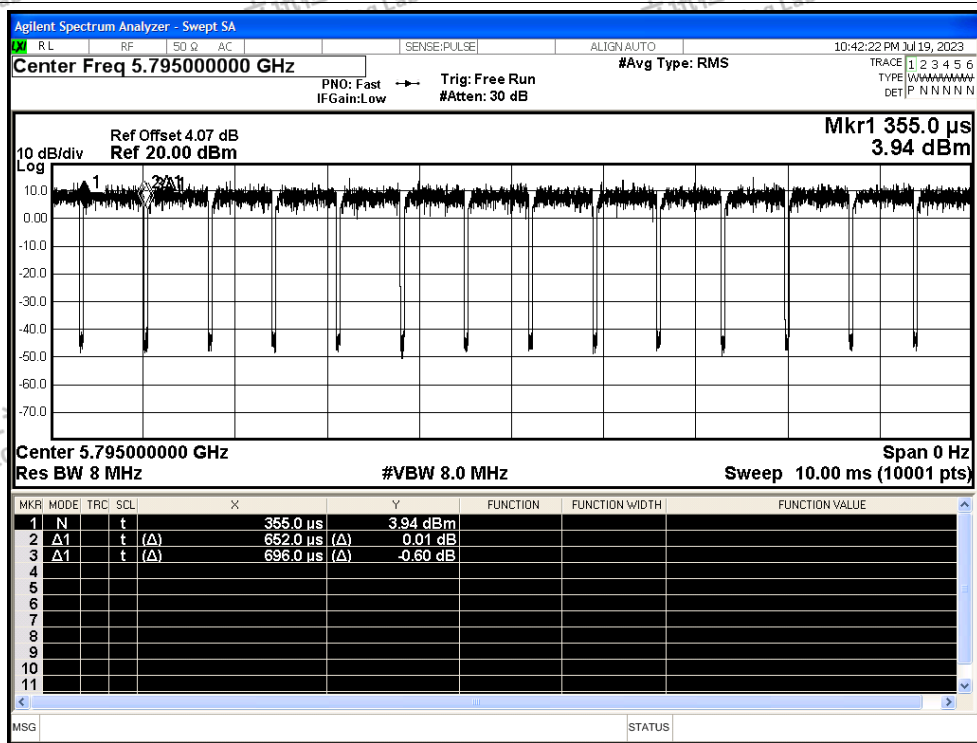 Agilent Spectrum Analyzer - Swept SA
LXI RL RF 50 Ω AC SENSE:PULSE ALIGN AUTO 10:42:22 PM Jul 19, 2023
Center Freq 5.795000000 GHz #Avg Type: RMS TRACE 1 2 3 4 5 6
PNO: Fast Trig: Free Run TYPE WWWWWW
IFGain:Low #Atten: 30 dB DET P N N N N N
Mkr1 355.0 µs
Ref Offset 4.07 dB
10 dB/div Ref 20.00 dBm 3.94 dBm
Log
1 2Δ1
10.0
0.00
-10.0
-20.0
-30.0
-40.0
-50.0
-60.0
-70.0
Center 5.795000000 GHz Span 0 Hz
Res BW 8 MHz #VBW 8.0 MHz Sweep 10.00 ms (10001 pts)
MKR MODE TRC SCL X Y FUNCTION FUNCTION WIDTH FUNCTION VALUE
1 N t 355.0 µs 3.94 dBm
2 Δ1 t (Δ) 652.0 µs (Δ) 0.01 dB
3 Δ1 t (Δ) 696.0 µs (Δ) -0.60 dB
4
5
6
7
8
9
10
11
MSG STATUS